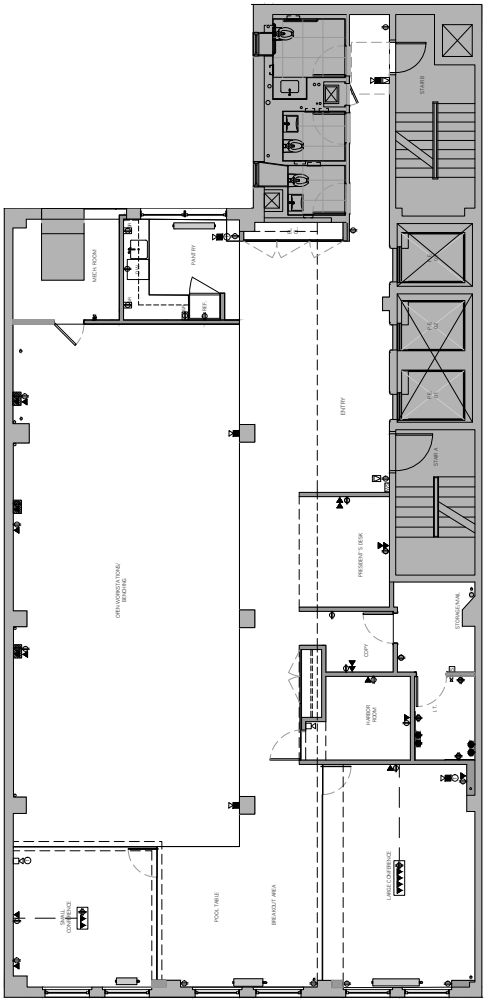 STAIR B
MECH. ROOM
PANTRY
REF.
ENTRY
STAIR A
PRESIDENT'S DESK
OPEN WORKSTATIONS/
BENCHING
STORAGE/MAIL
COPY
HARBOR
ROOM
I.T.
LARGE CONFERENCE
SMALL
CONFERENCE
POOL TABLE
BREAKOUT AREA